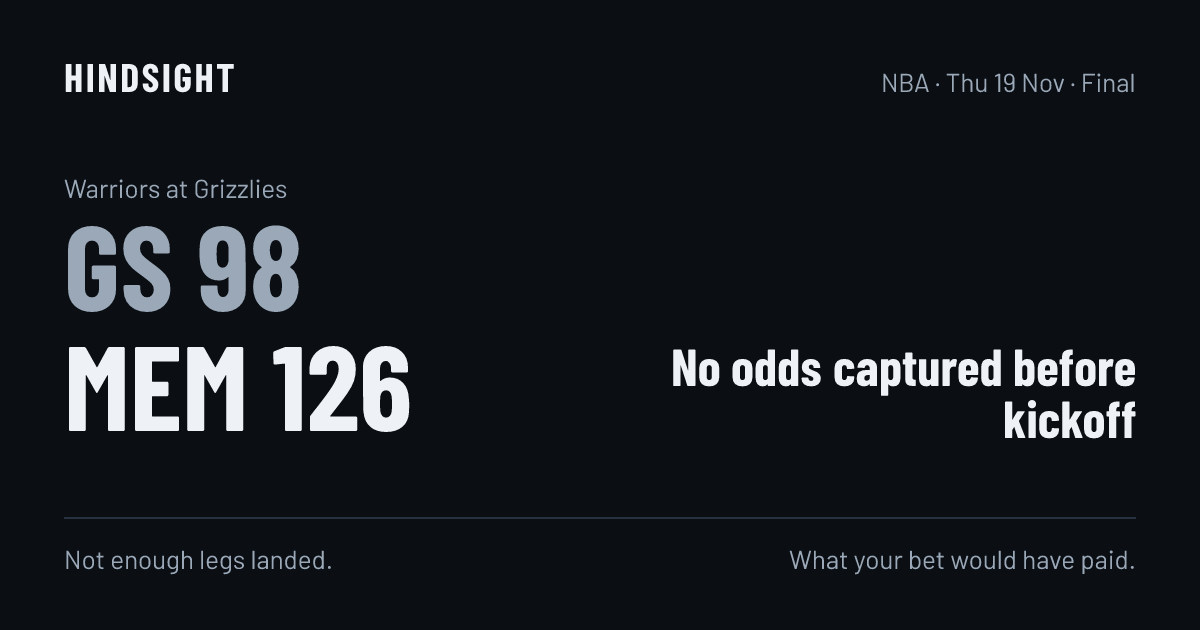 HINDSIGHT
NBA · Thu 19 Nov · Final
Warriors at Grizzlies
GS 98
MEM 126
No odds captured before
kickoff
Not enough legs landed.
What your bet would have paid.